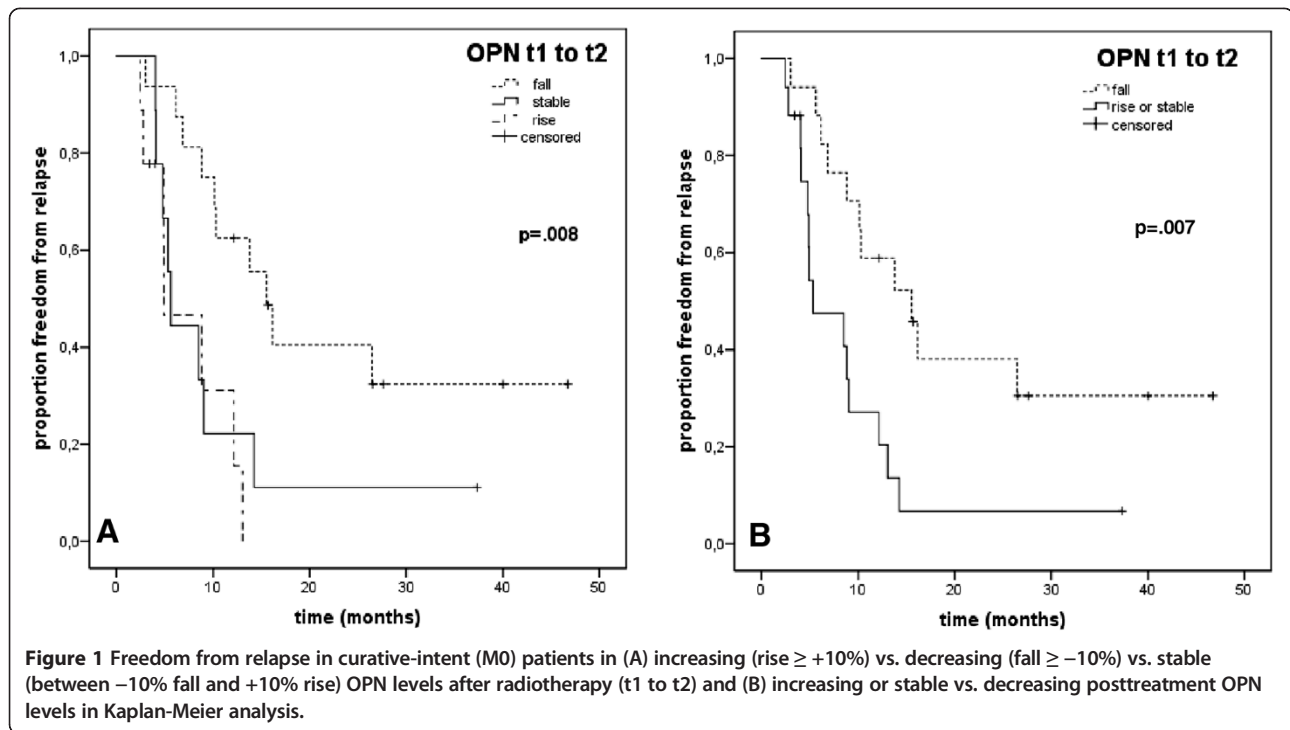 OPN t1 to t2
fall
stable
rise
censored
p=.008
A
proportion freedom from relapse
1,0
0,8
0,6
0,4
0,2
0,0
0
10
20
30
40
50
time (months)
OPN t1 to t2
fall
rise or stable
censored
p=.007
B
proportion freedom from relapse
1,0
0,8
0,6
0,4
0,2
0,0
0
10
20
30
40
50
time (months)
Figure 1 Freedom from relapse in curative-intent (M0) patients in (A) increasing (rise ≥ +10%) vs. decreasing (fall ≥ −10%) vs. stable
(between −10% fall and +10% rise) OPN levels after radiotherapy (t1 to t2) and (B) increasing or stable vs. decreasing posttreatment OPN
levels in Kaplan-Meier analysis.